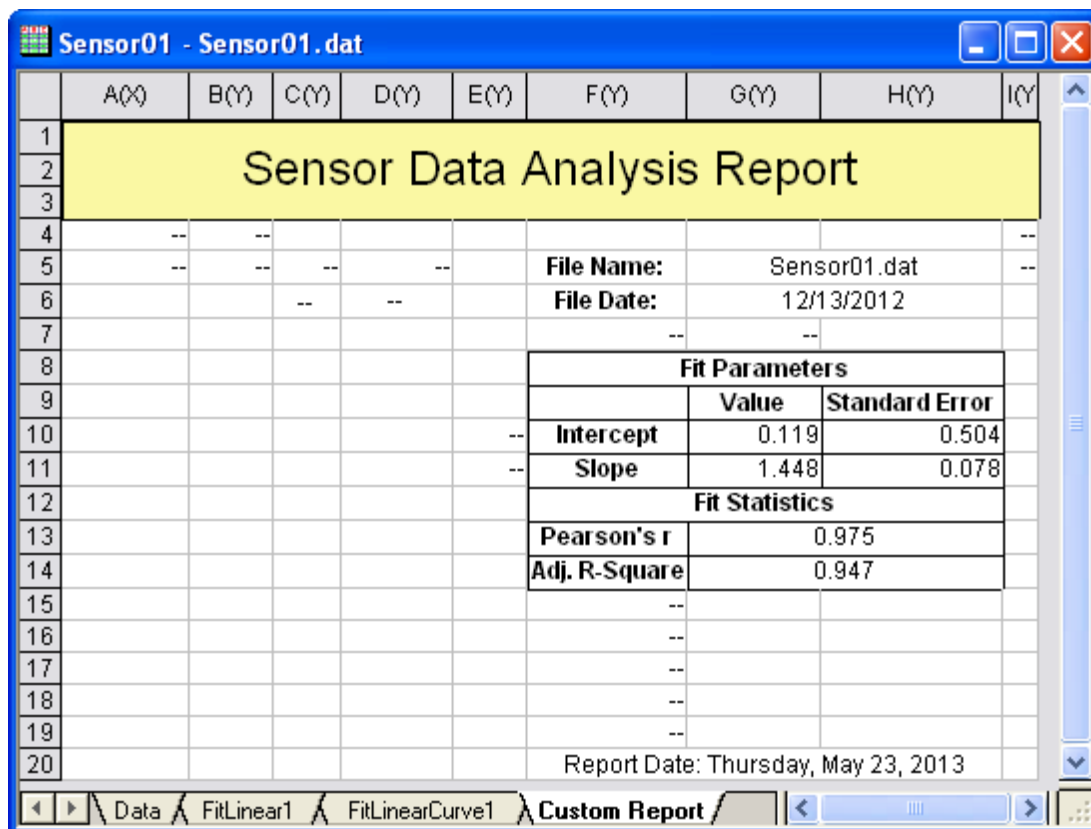 Sensor01 - Sensor01.dat
A(X) B(Y) C(Y) D(Y) E(Y) F(Y) G(Y) H(Y) I(Y
1
2 Sensor Data Analysis Report
3
4 -- -- --
5 -- -- -- -- File Name: Sensor01.dat --
6 -- -- File Date: 12/13/2012
7 -- --
8 Fit Parameters
9 Value Standard Error
10 -- Intercept 0.119 0.504
11 -- Slope 1.448 0.078
12 Fit Statistics
13 Pearson's r 0.975
14 Adj. R-Square 0.947
15 --
16 --
17 --
18 --
19 --
20 Report Date: Thursday, May 23, 2013
Data FitLinear1 FitLinearCurve1 Custom Report